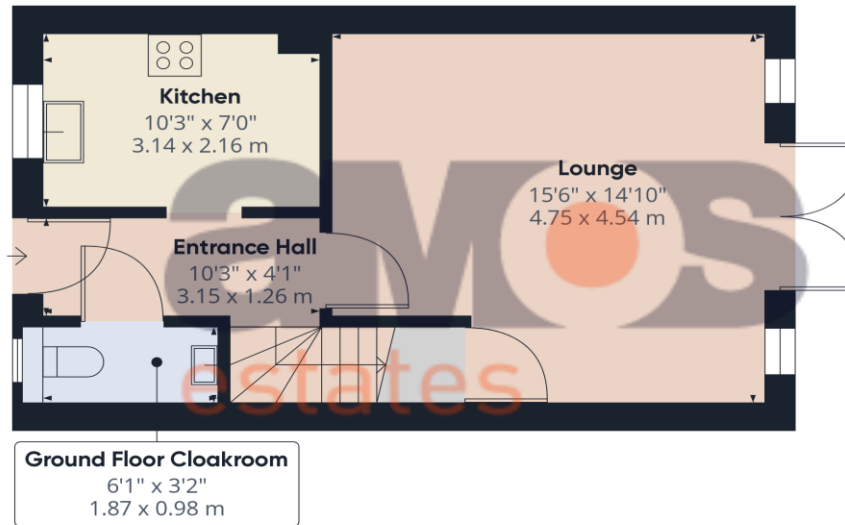 Kitchen
10'3" x 7'0"
3.14 x 2.16 m
Lounge
15'6" x 14'10"
4.75 x 4.54 m
Entrance Hall
10'3" x 4'1"
3.15 x 1.26 m
amos
estates
Ground Floor Cloakroom
6'1" x 3'2"
1.87 x 0.98 m